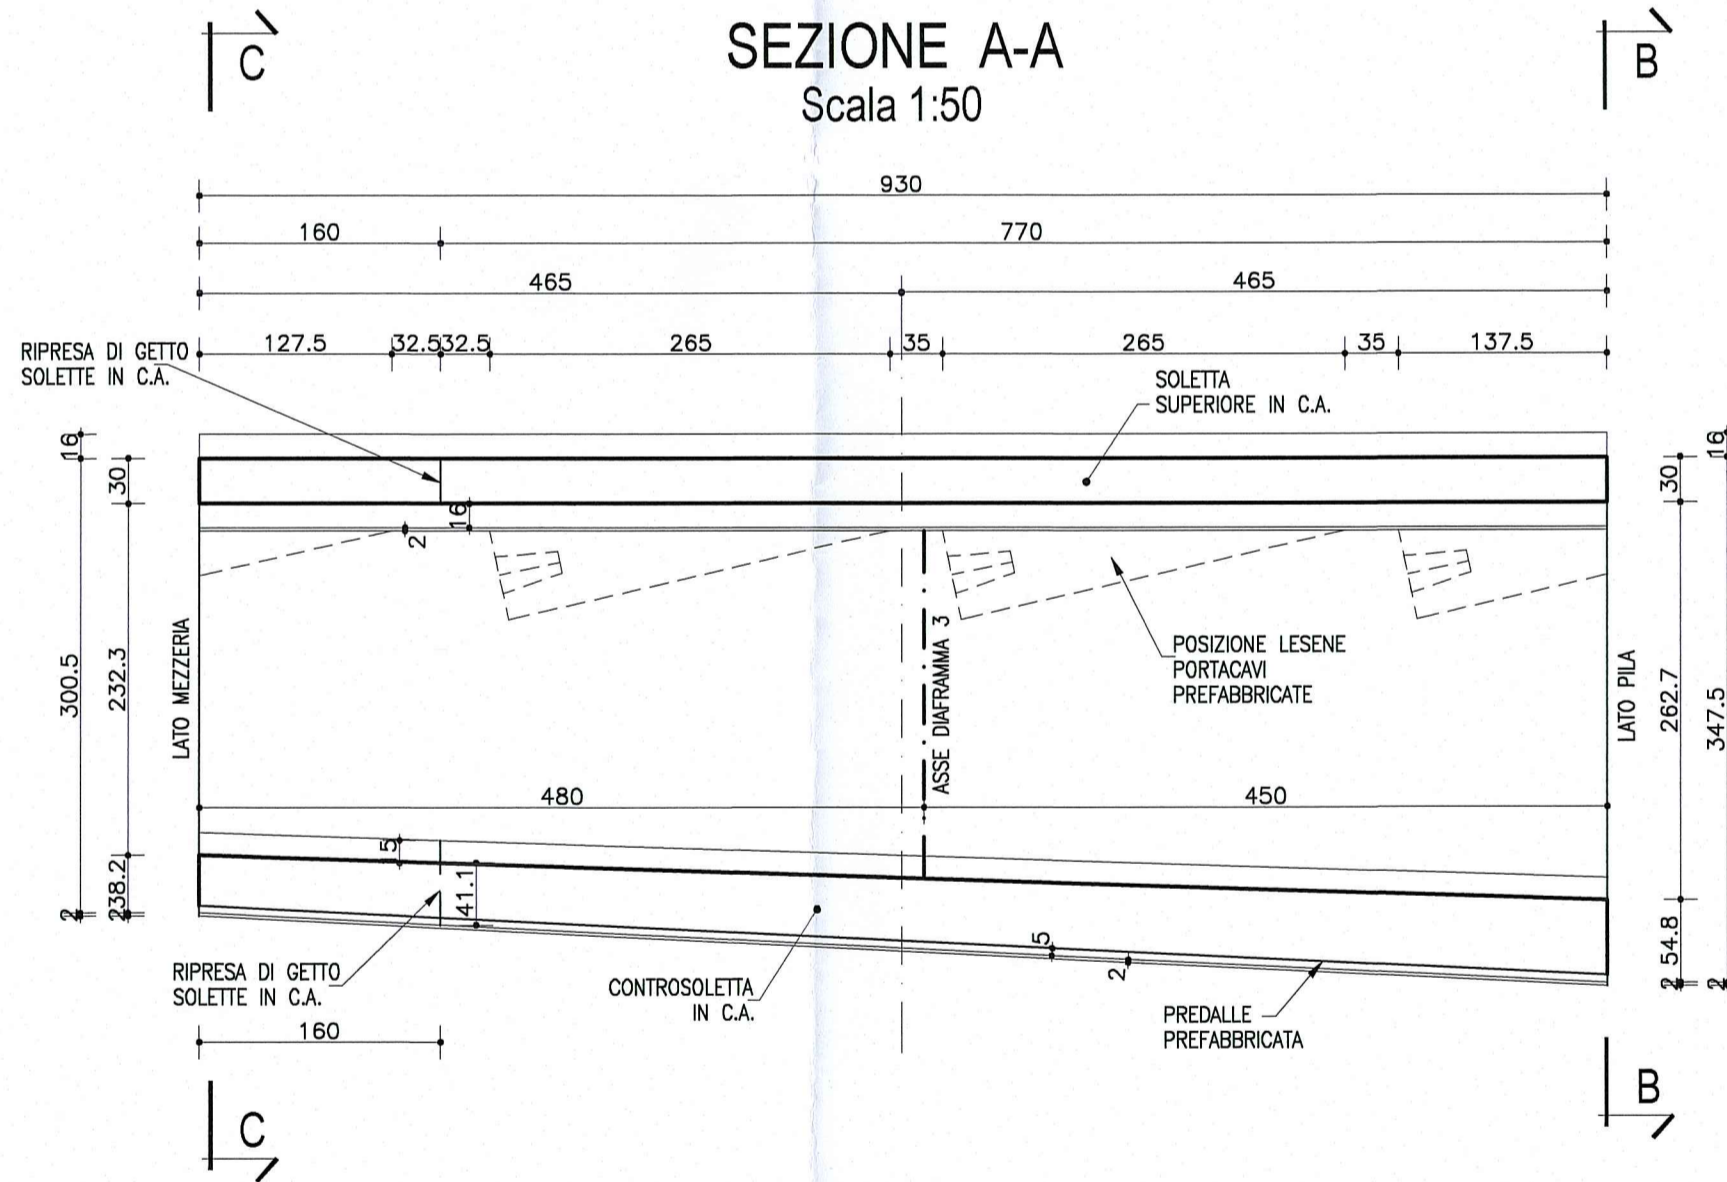 C
SEZIONE A-A
B
Scala 1:50
930
160
770
465
465
127.5
32.5
32.5
265
35
265
35
137.5
RIPRESA DI GETTO
SOLETTE IN C.A.
SOLETTA
SUPERIORE IN C.A.
16
30
16
2
30
16
300.5
232.3
LATO MEZZERIA
ASSE DIAFRAMMA 3
POSIZIONE LESENE
PORTACAVI
PREFABBRICATE
LATO PILA
262.7
347.5
480
450
15
41.1
2
2
38.2
5
2
2
54.8
2
RIPRESA DI GETTO
SOLETTE IN C.A.
CONTROSOLETTA
IN C.A.
PREDALLE
PREFABBRICATA
160
C
B